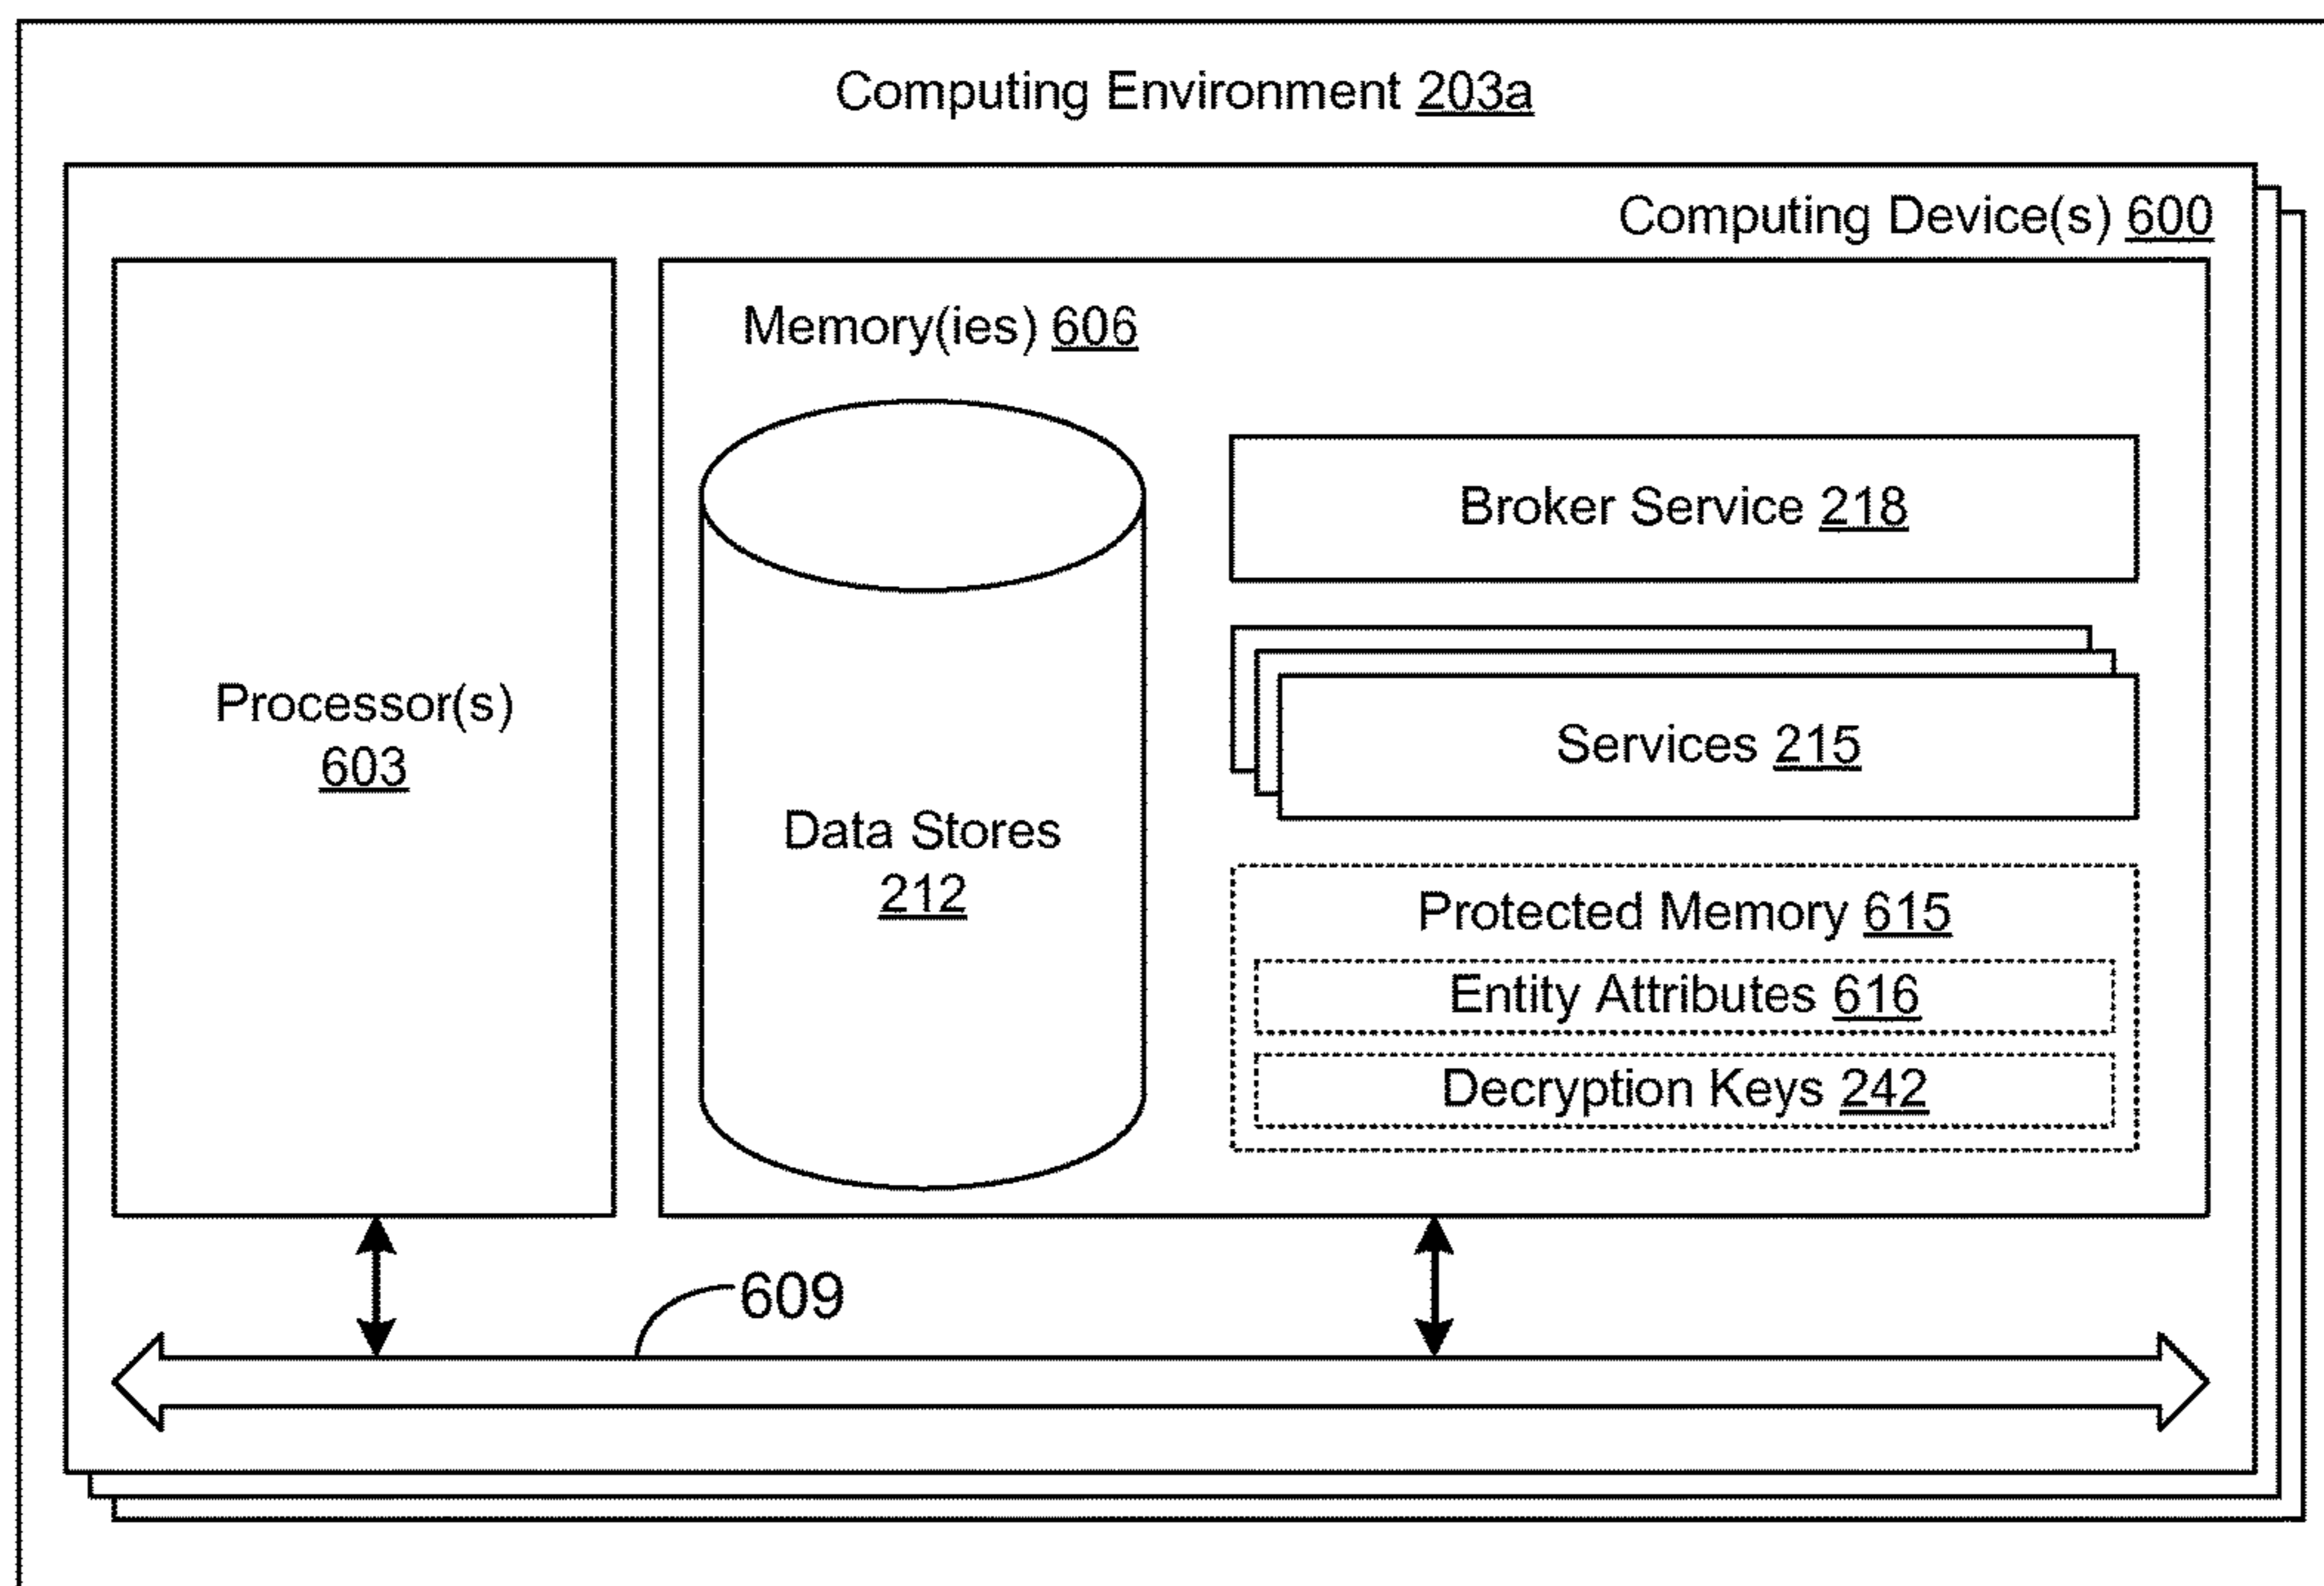 Computing Environment 203a
Computing Device(s) 600
Memory(ies) 606
Broker Service 218
Processor(s)
603
Services 215
Data Stores
212
Protected Memory 615
Entity Attributes 616
Decryption Keys 242
609